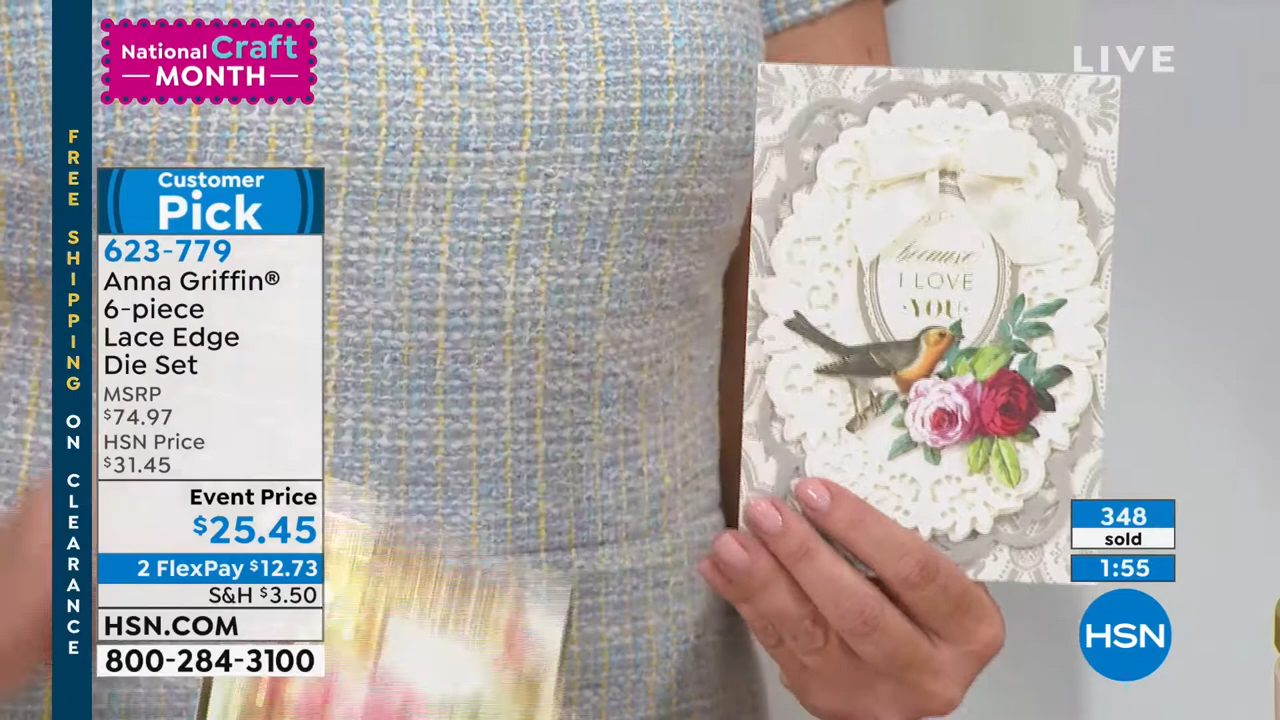 National Craft
MONTH
LIVE
FREE SHIPPING ON CLEARANCE
Customer
Pick
623-779
Anna Griffin®
6-piece
Lace Edge
Die Set
MSRP
$74.97
HSN Price
$31.45
Event Price
$25.45
2 FlexPay $12.73
S&H $3.50
HSN.COM
800-284-3100
because
I LOVE
·YOU·
348
sold
1:55
HSN